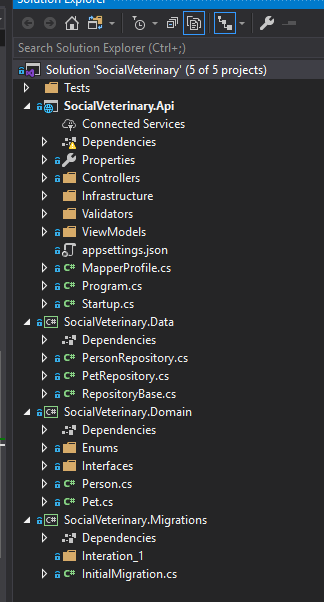 Solution Explorer
Search Solution Explorer (Ctrl+;)
Solution 'SocialVeterinary' (5 of 5 projects)
Tests
SocialVeterinary.Api
Connected Services
Dependencies
Properties
Controllers
Infrastructure
Validators
ViewModels
appsettings.json
C# MapperProfile.cs
C# Program.cs
C# Startup.cs
C# SocialVeterinary.Data
Dependencies
C# PersonRepository.cs
C# PetRepository.cs
C# RepositoryBase.cs
C# SocialVeterinary.Domain
Dependencies
Enums
Interfaces
C# Person.cs
C# Pet.cs
C# SocialVeterinary.Migrations
Dependencies
Interation_1
C# InitialMigration.cs